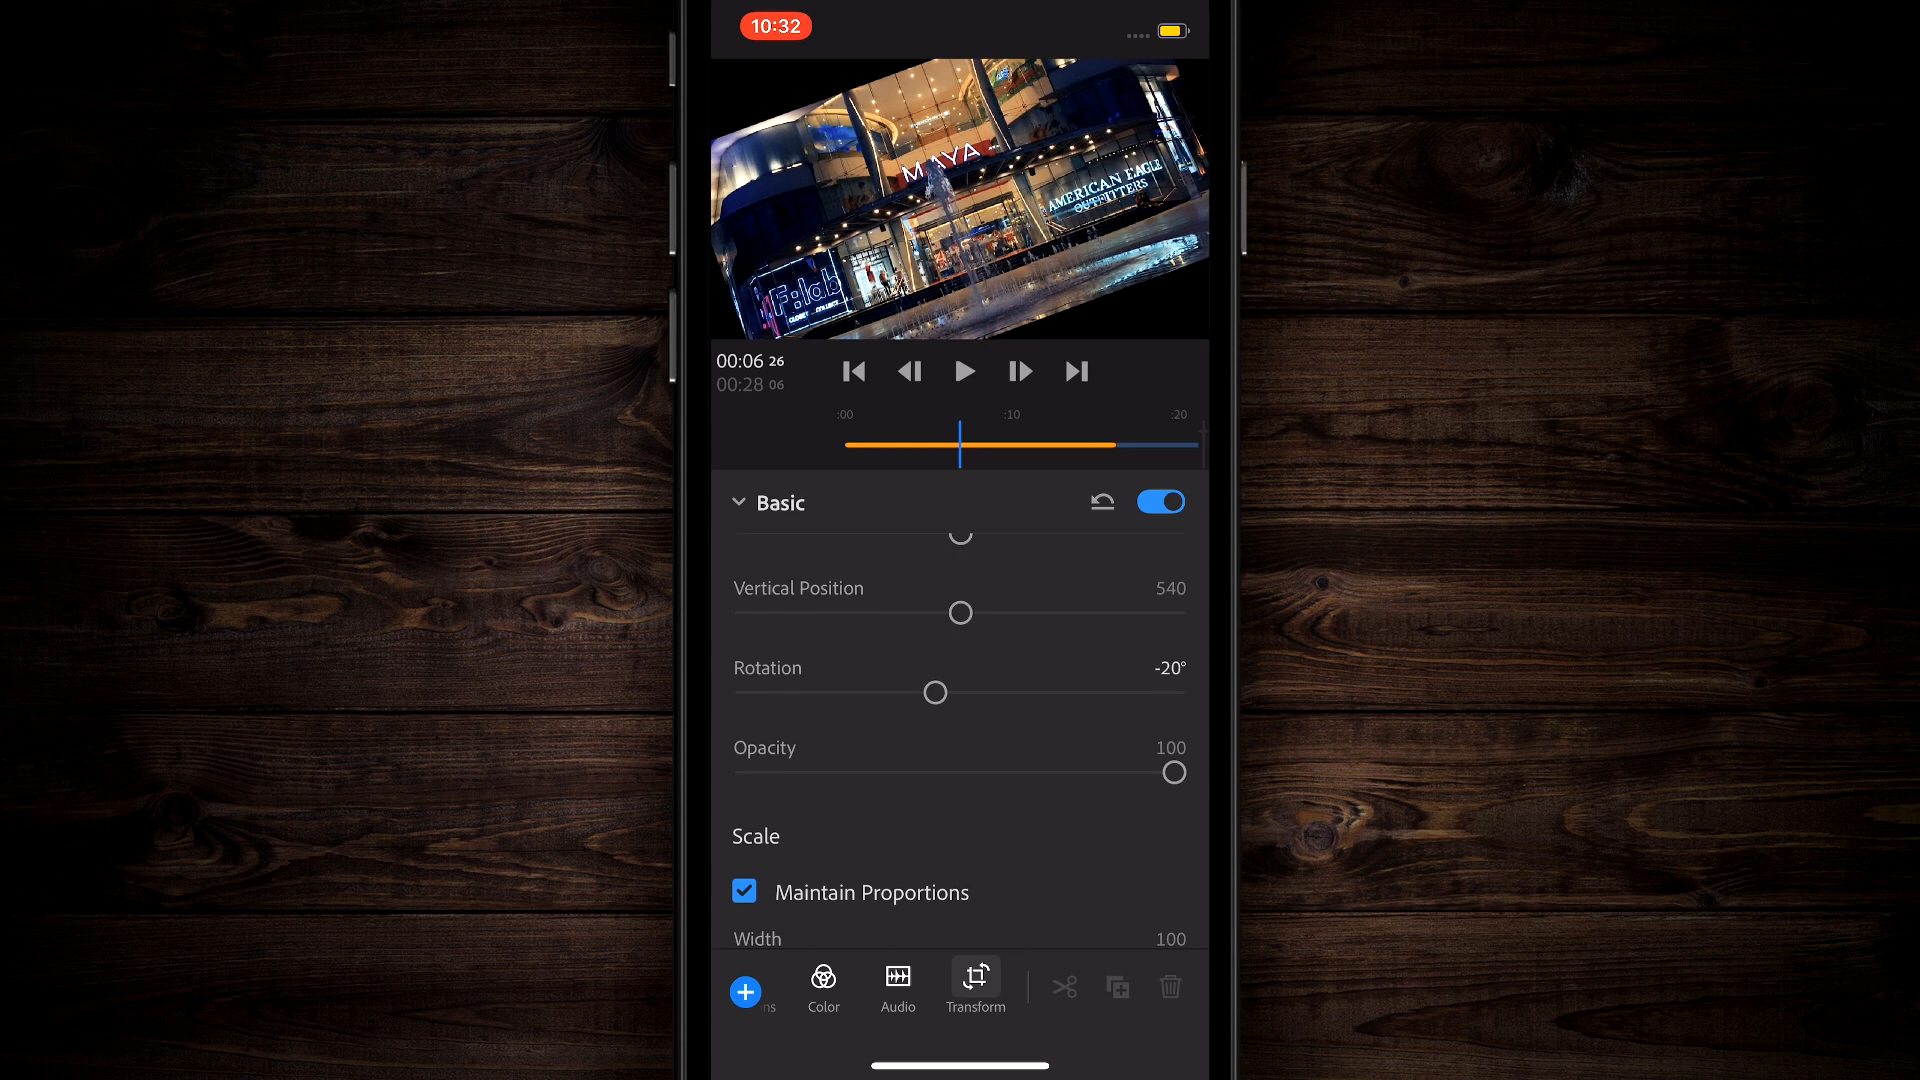 10:32
MAYA
AMERICAN EAGLE
OUTFITTERS
F:lab
00:06 26
00:28 06
:00 :10 :20
Basic
Vertical Position 540
Rotation -20°
Opacity 100
Scale
Maintain Proportions
Width 100
ns Color Audio Transform